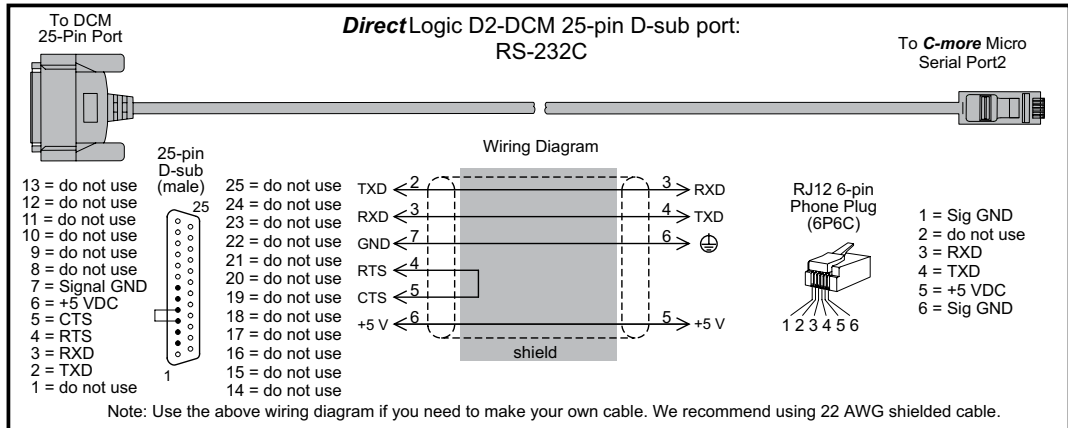 To DCM
25-Pin Port
DirectLogic D2-DCM 25-pin D-sub port:
RS-232C
To C-more Micro
Serial Port2
25-pin
D-sub
(male)
25
1
13 = do not use
12 = do not use
11 = do not use
10 = do not use
9 = do not use
8 = do not use
7 = Signal GND
6 = +5 VDC
5 = CTS
4 = RTS
3 = RXD
2 = TXD
1 = do not use
25 = do not use
24 = do not use
23 = do not use
22 = do not use
21 = do not use
20 = do not use
19 = do not use
18 = do not use
17 = do not use
16 = do not use
15 = do not use
14 = do not use
Wiring Diagram
TXD 2 3 RXD
RXD 3 4 TXD
GND 7 6
RTS 4
CTS 5
+5 V 6 5 +5 V
shield
RJ12 6-pin
Phone Plug
(6P6C)
1 2 3 4 5 6
1 = Sig GND
2 = do not use
3 = RXD
4 = TXD
5 = +5 VDC
6 = Sig GND
Note: Use the above wiring diagram if you need to make your own cable. We recommend using 22 AWG shielded cable.